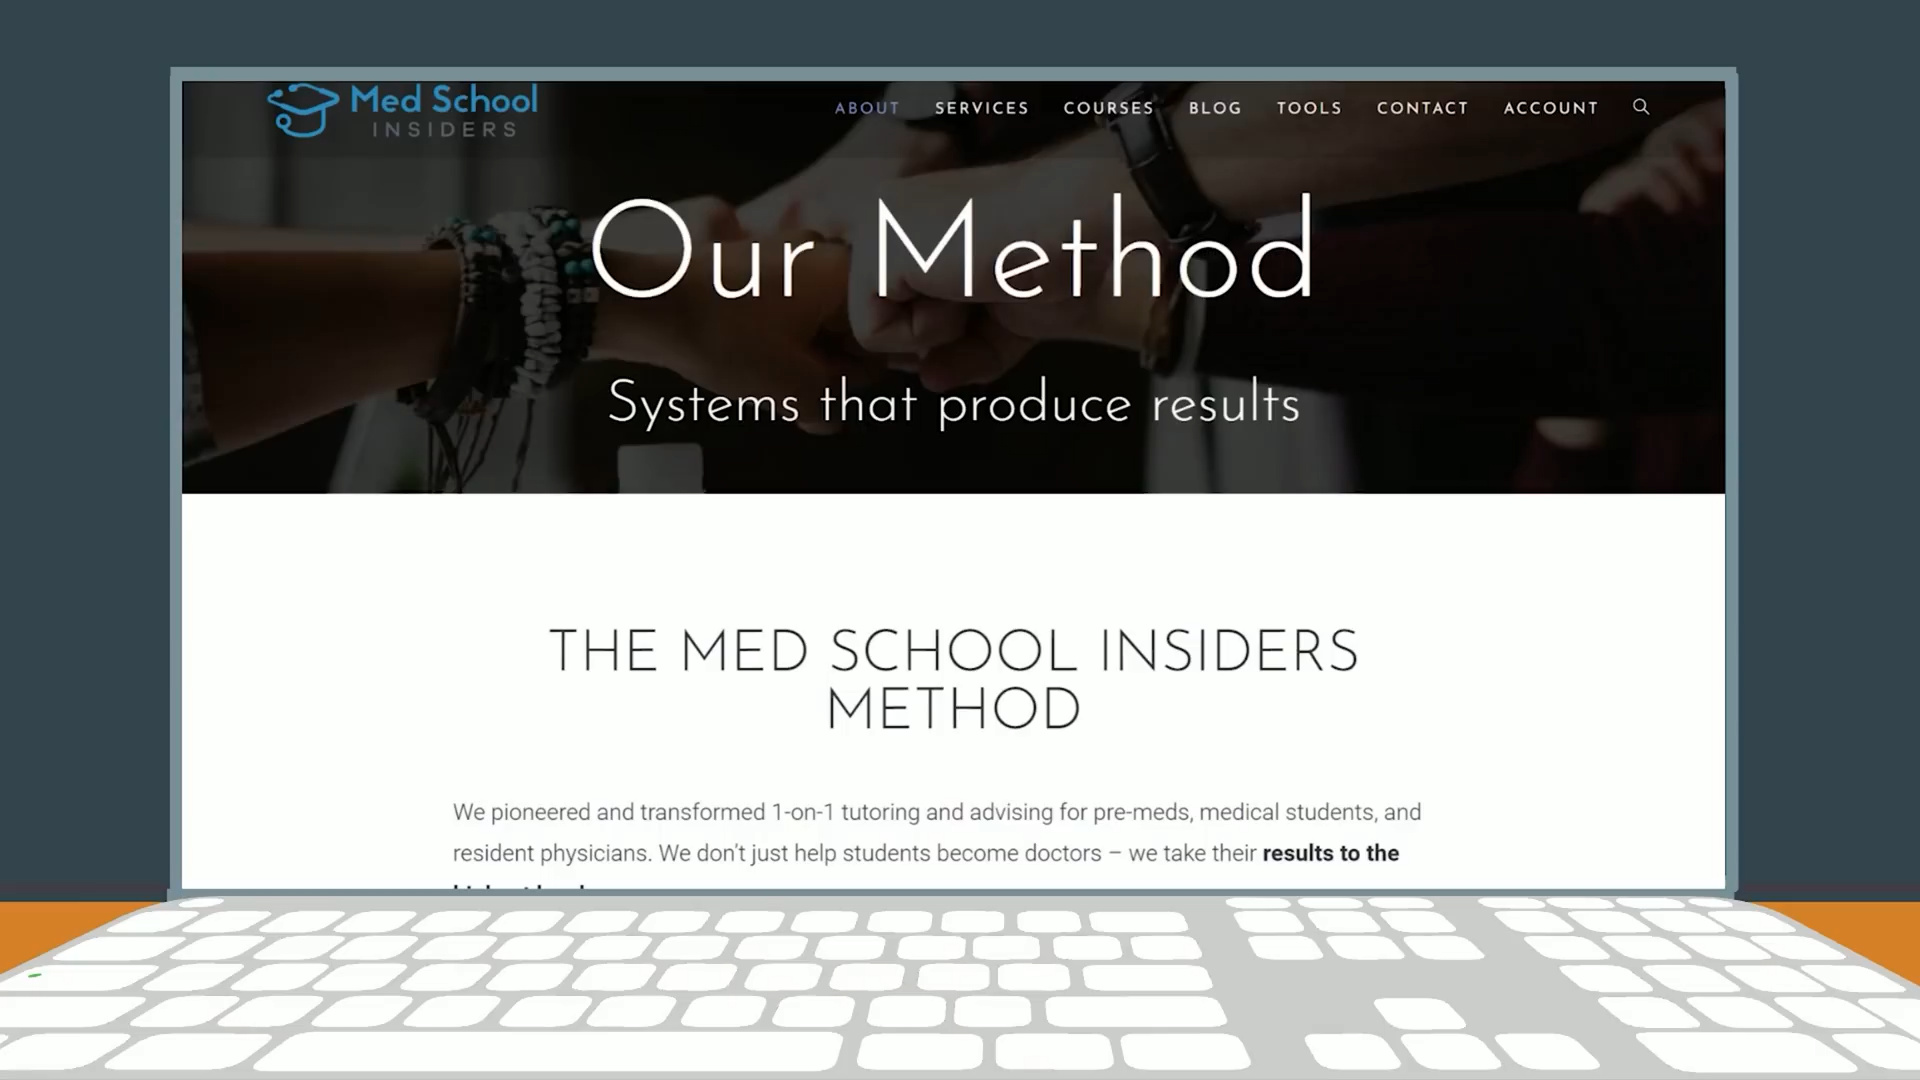 Med School
INSIDERS
ABOUT SERVICES COURSES BLOG TOOLS CONTACT ACCOUNT
Our Method
Systems that produce results
THE MED SCHOOL INSIDERS
METHOD
We pioneered and transformed 1-on-1 tutoring and advising for pre-meds, medical students, and
resident physicians. We don't just help students become doctors – we take their results to the